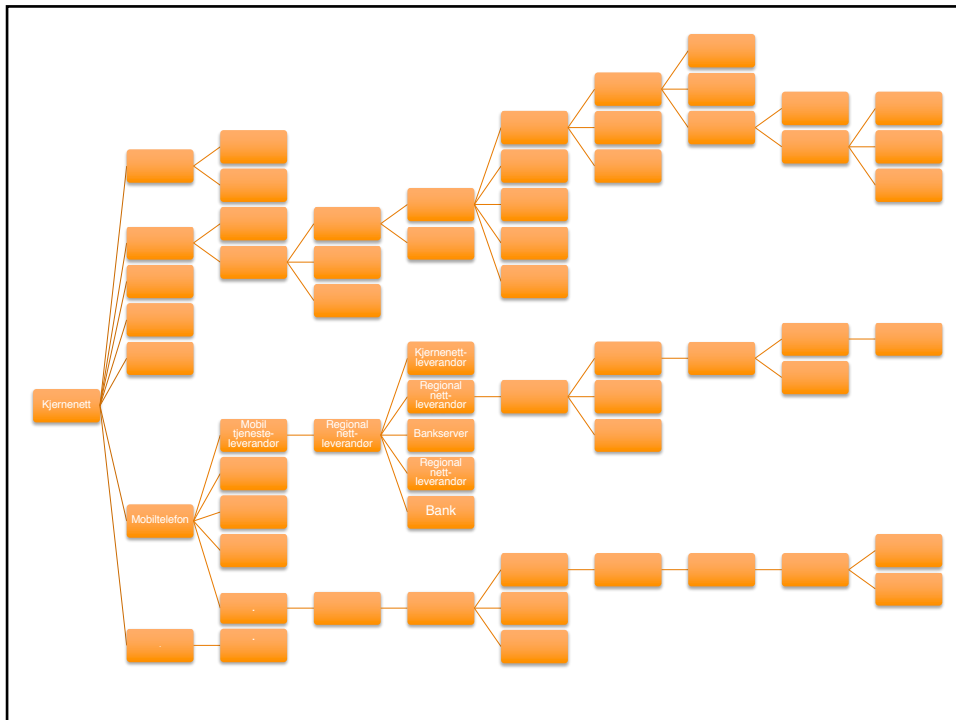 Kjernenett
Mobil
tjeneste-
leverandør
Regional
nett-
leverandør
Kjernenett-
leverandør
Regional
nett-
leverandør
Bankserver
Regional
nett-
leverandør
Bank
Mobiltelefon
.
.
.